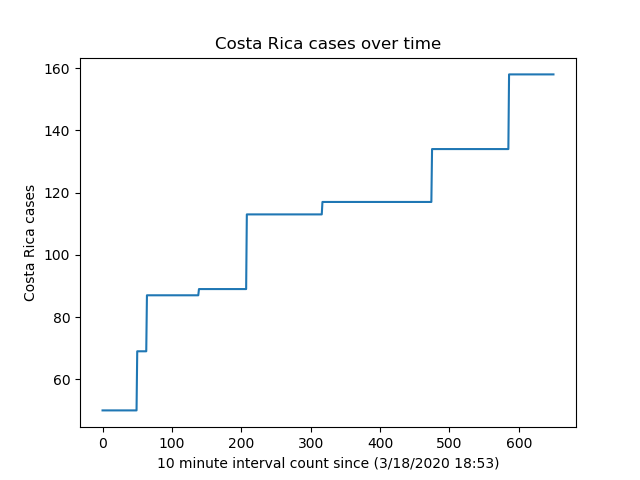 Costa Rica cases over time
160
140
120
100
80
60
Costa Rica cases
0 100 200 300 400 500 600
10 minute interval count since (3/18/2020 18:53)